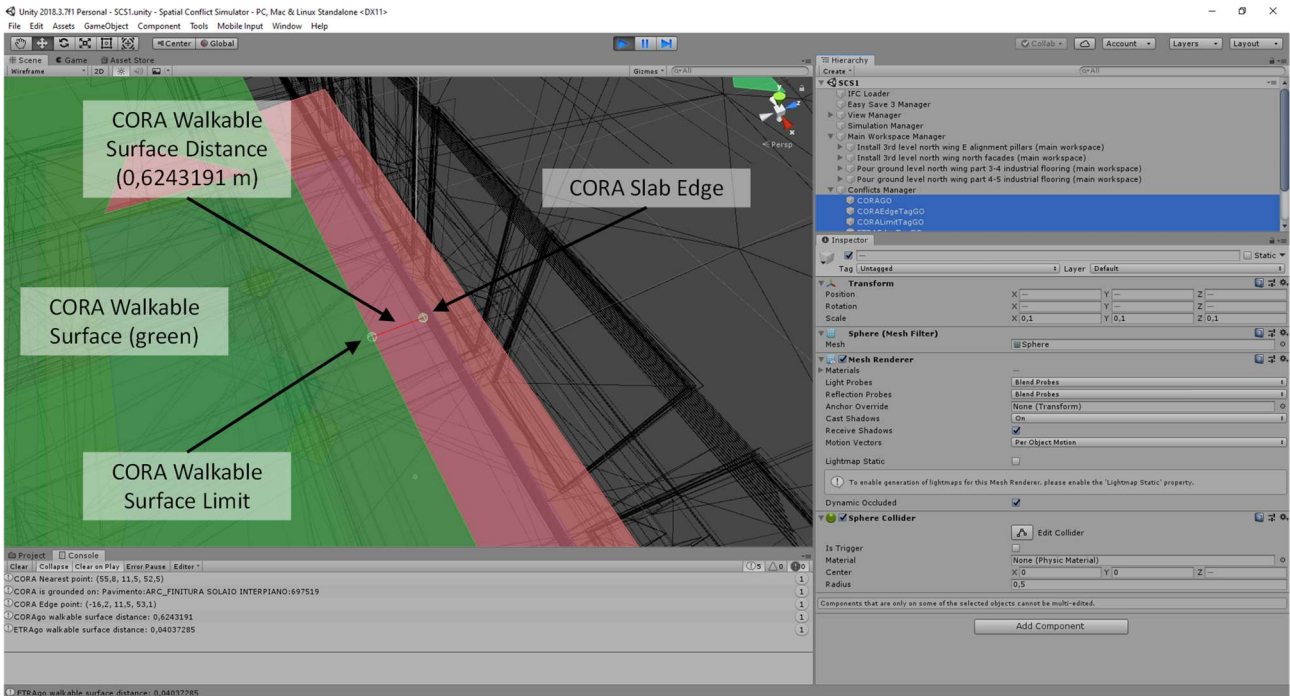 Unity 2018.3.7f1 Personal - SCS1.unity - Spatial Conflict Simulator - PC, Mac & Linux Standalone <DX11>
File Edit Assets GameObject Component Tools Mobile Input Window Help
Center Global
Collab Account Layers Layout
Scene Game Asset Store
Wireframe 2D Gizmos All
CORA Walkable
Surface Distance
(0,6243191 m)
CORA Slab Edge
CORA Walkable
Surface (green)
CORA Walkable
Surface Limit
y
z
x
Persp
Hierarchy
Create All
SCS1
IFC Loader
Easy Save 3 Manager
View Manager
Simulation Manager
Main Workspace Manager
Install 3rd level north wing E alignment pillars (main workspace)
Install 3rd level north wing north facades (main workspace)
Pour ground level north wing part 3-4 industrial flooring (main workspace)
Pour ground level north wing part 4-5 industrial flooring (main workspace)
Conflicts Manager
CORAGO
CORAEdgeTagGO
CORALimitTagGO
Inspector
— Static
Tag Untagged Layer Default
Transform
Position X — Y — Z —
Rotation X — Y — Z —
Scale X 0,1 Y 0,1 Z 0,1
Sphere (Mesh Filter)
Mesh Sphere
Mesh Renderer
Materials —
Light Probes Blend Probes
Reflection Probes Blend Probes
Anchor Override None (Transform)
Cast Shadows On
Receive Shadows
Motion Vectors Per Object Motion
Lightmap Static
To enable generation of lightmaps for this Mesh Renderer, please enable the 'Lightmap Static' property.
Dynamic Occluded
Sphere Collider
Edit Collider
Is Trigger
Material None (Physic Material)
Center X 0 Y 0 Z —
Radius 0,5
Components that are only on some of the selected objects cannot be multi-edited.
Add Component
Project Console
Clear Collapse Clear on Play Error Pause Editor 5 0 0
CORA Nearest point: (55,8, 11,5, 52,5) 1
CORA is grounded on: Pavimento:ARC_FINITURA SOLAIO INTERPIANO:697519 1
CORA Edge point: (-16,2, 11,5, 53,1) 1
CORAgo walkable surface distance: 0,6243191 1
ETRAgo walkable surface distance: 0,04037285 1
ETRAgo walkable surface distance: 0,04037285